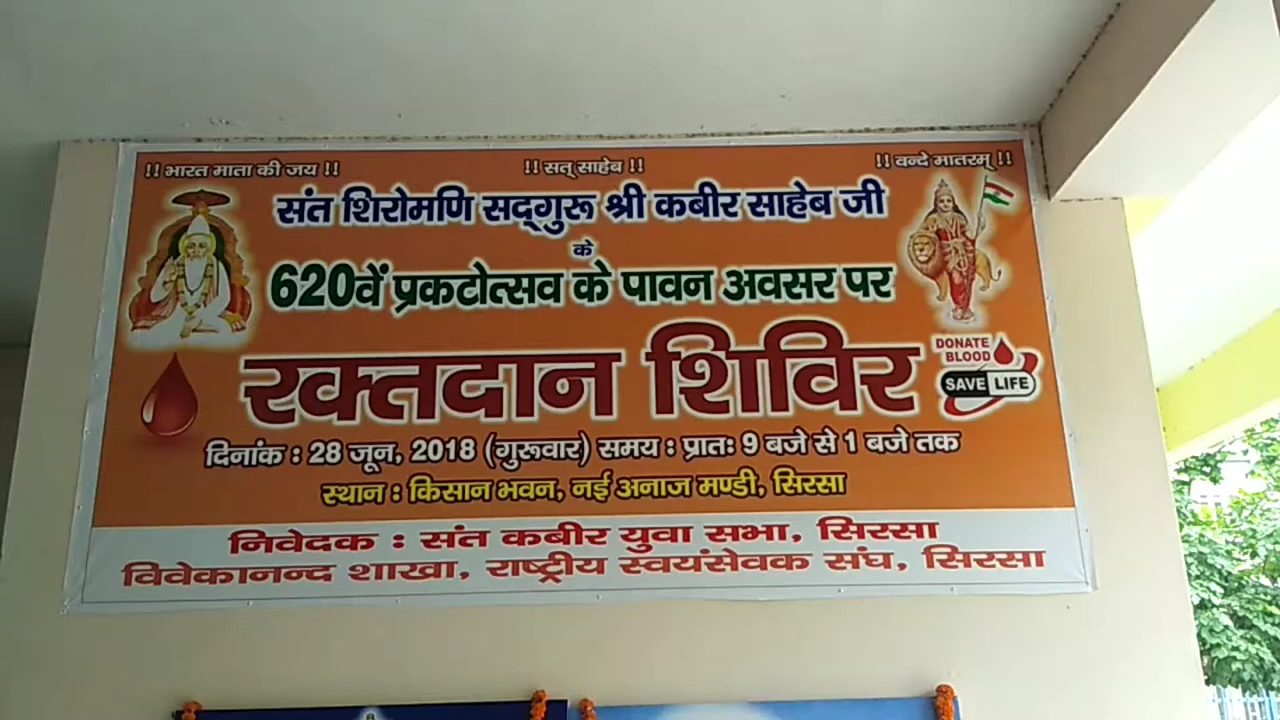 !! भारत माता की जय !! !! सत् साहेब !! !! वन्दे मातरम् !!
संत शिरोमणि सद्‌गुरू श्री कबीर साहेब जी
के
620वें प्रकटोत्सव के पावन अवसर पर
रक्तदान शिविर
DONATE
BLOOD
SAVE LIFE
दिनांक : 28 जून, 2018 (गुरूवार) समय : प्रातः 9 बजे से 1 बजे तक
स्थान : किसान भवन, नई अनाज मण्डी, सिरसा
निवेदक : संत कबीर युवा सभा, सिरसा
विवेकानन्द शाखा, राष्ट्रीय स्वयंसेवक संघ, सिरसा